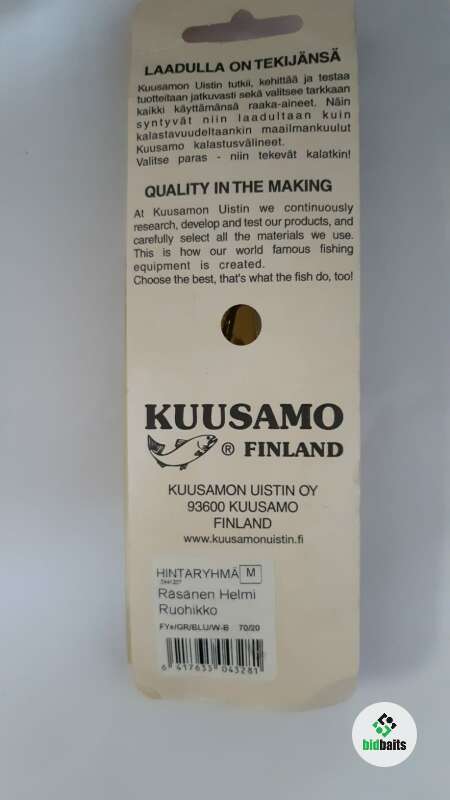 LAADULLA ON TEKIJÄNSÄ
Kuusamon Uistin tutkii, kehittää ja testaa
tuotteitaan jatkuvasti sekä valitsee tarkkaan
kaikki käyttämänsä raaka-aineet. Näin
syntyvät niin laadultaan kuin
kalastavuudeltaankin maailmankuulut
Kuusamo kalastusvälineet.
Valitse paras - niin tekevät kalatkin!
QUALITY IN THE MAKING
At Kuusamon Uistin we continuously
research, develop and test our products, and
carefully select all the materials we use.
This is how our world famous fishing
equipment is created.
Choose the best, that's what the fish do, too!
KUUSAMO
® FINLAND
KUUSAMON UISTIN OY
93600 KUUSAMO
FINLAND
www.kuusamonuistin.fi
HINTARYHMÄ M
Räsänen Helmi
Ruohikko
FYe/GR/BLU/W-B 70/20
6 417633 043281
bidbaits